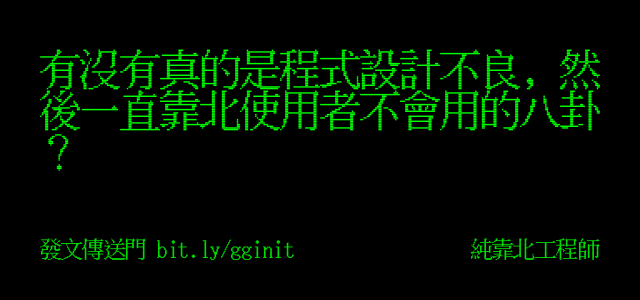 有沒有真的是程式設計不良，然
後一直靠北使用者不會用的八卦
？
發文傳送門 bit.ly/gginit
純靠北工程師